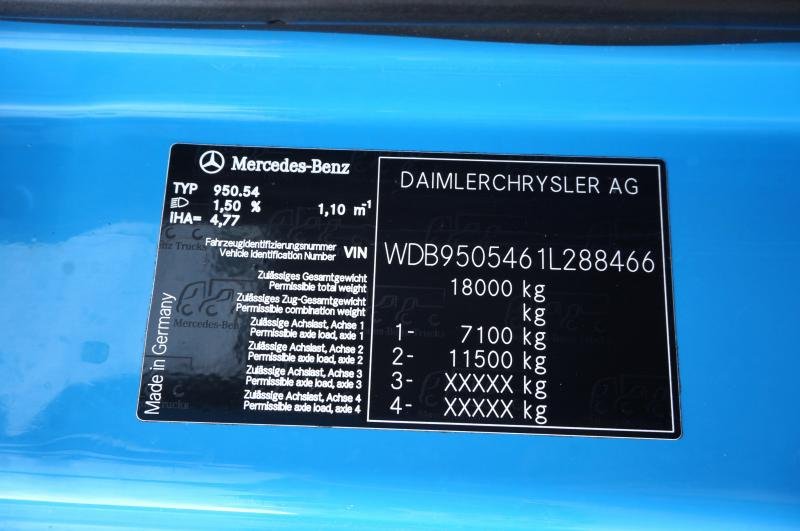 Mercedes-Benz
DAIMLERCHRYSLER AG
TYP 950.54
1,50 % 1,10 m⁻¹
IHA= 4,77
Fahrzeugidentifizierungsnummer
Vehicle Identification Number VIN WDB9505461L288466
Zulässiges Gesamtgewicht
Permissible total weight 18000 kg
Zulässiges Zug-Gesamtgewicht
Permissible combination weight kg
Zulässige Achslast, Achse 1
Permissible axle load, axle 1 1- 7100 kg
Zulässige Achslast, Achse 2
Permissible axle load, axle 2 2- 11500 kg
Zulässige Achslast, Achse 3
Permissible axle load, axle 3 3- XXXXX kg
Zulässige Achslast, Achse 4
Permissible axle load, axle 4 4- XXXXX kg
Made in Germany
Mercedes-Benz